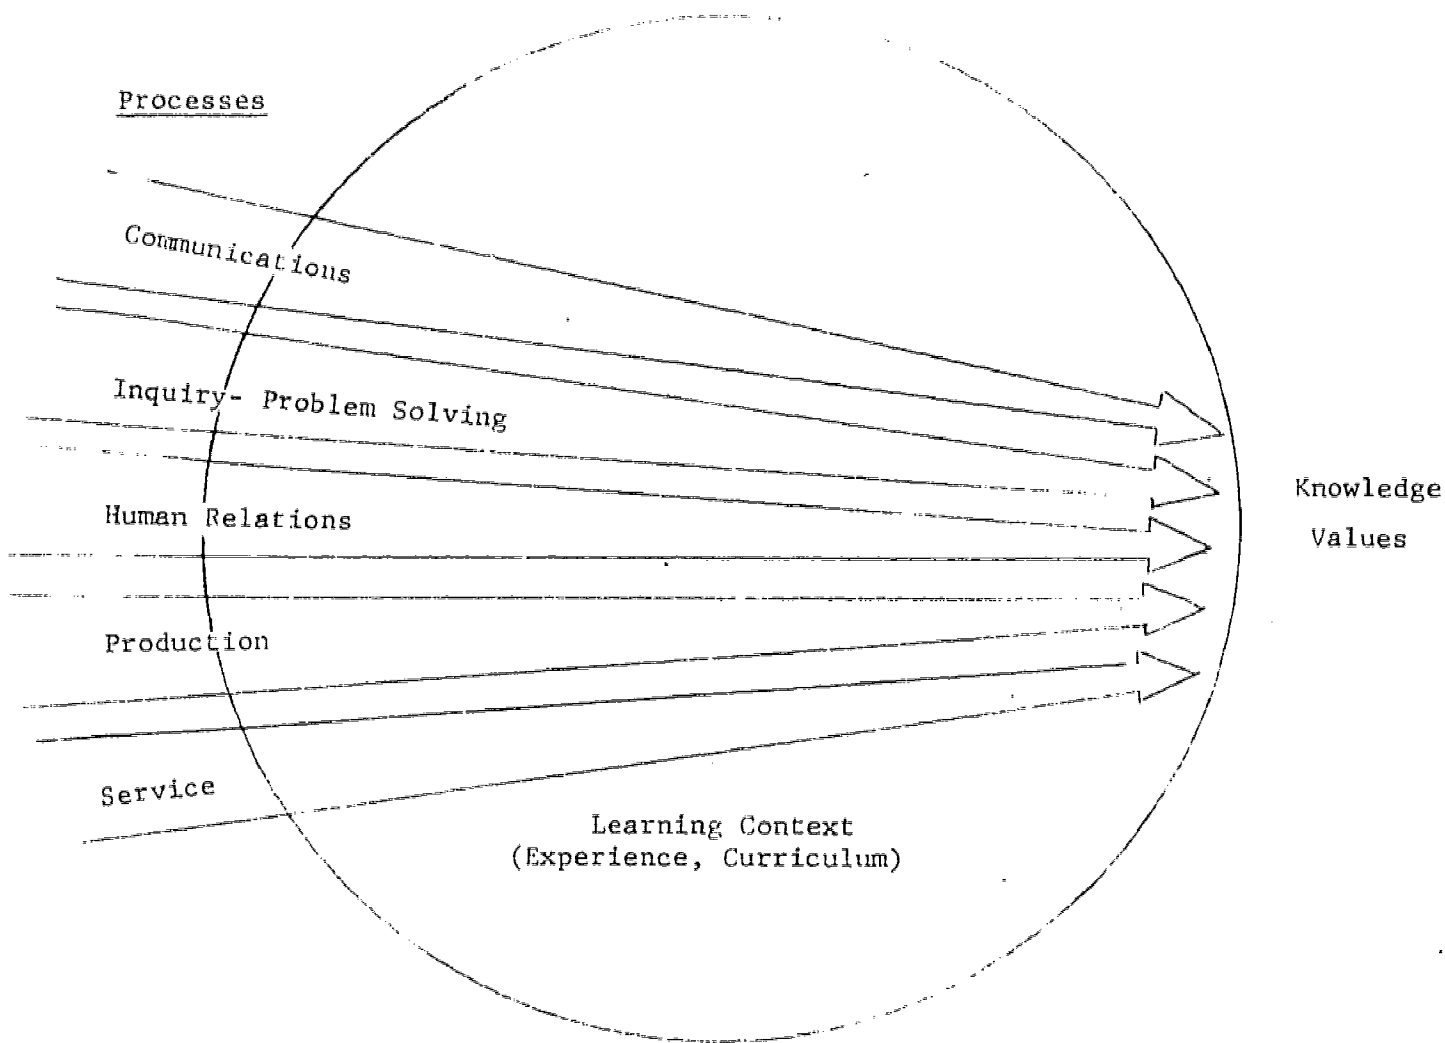 Processes
Communications
Inquiry- Problem Solving
Human Relations
Production
Service
Learning Context
(Experience, Curriculum)
Knowledge
Values